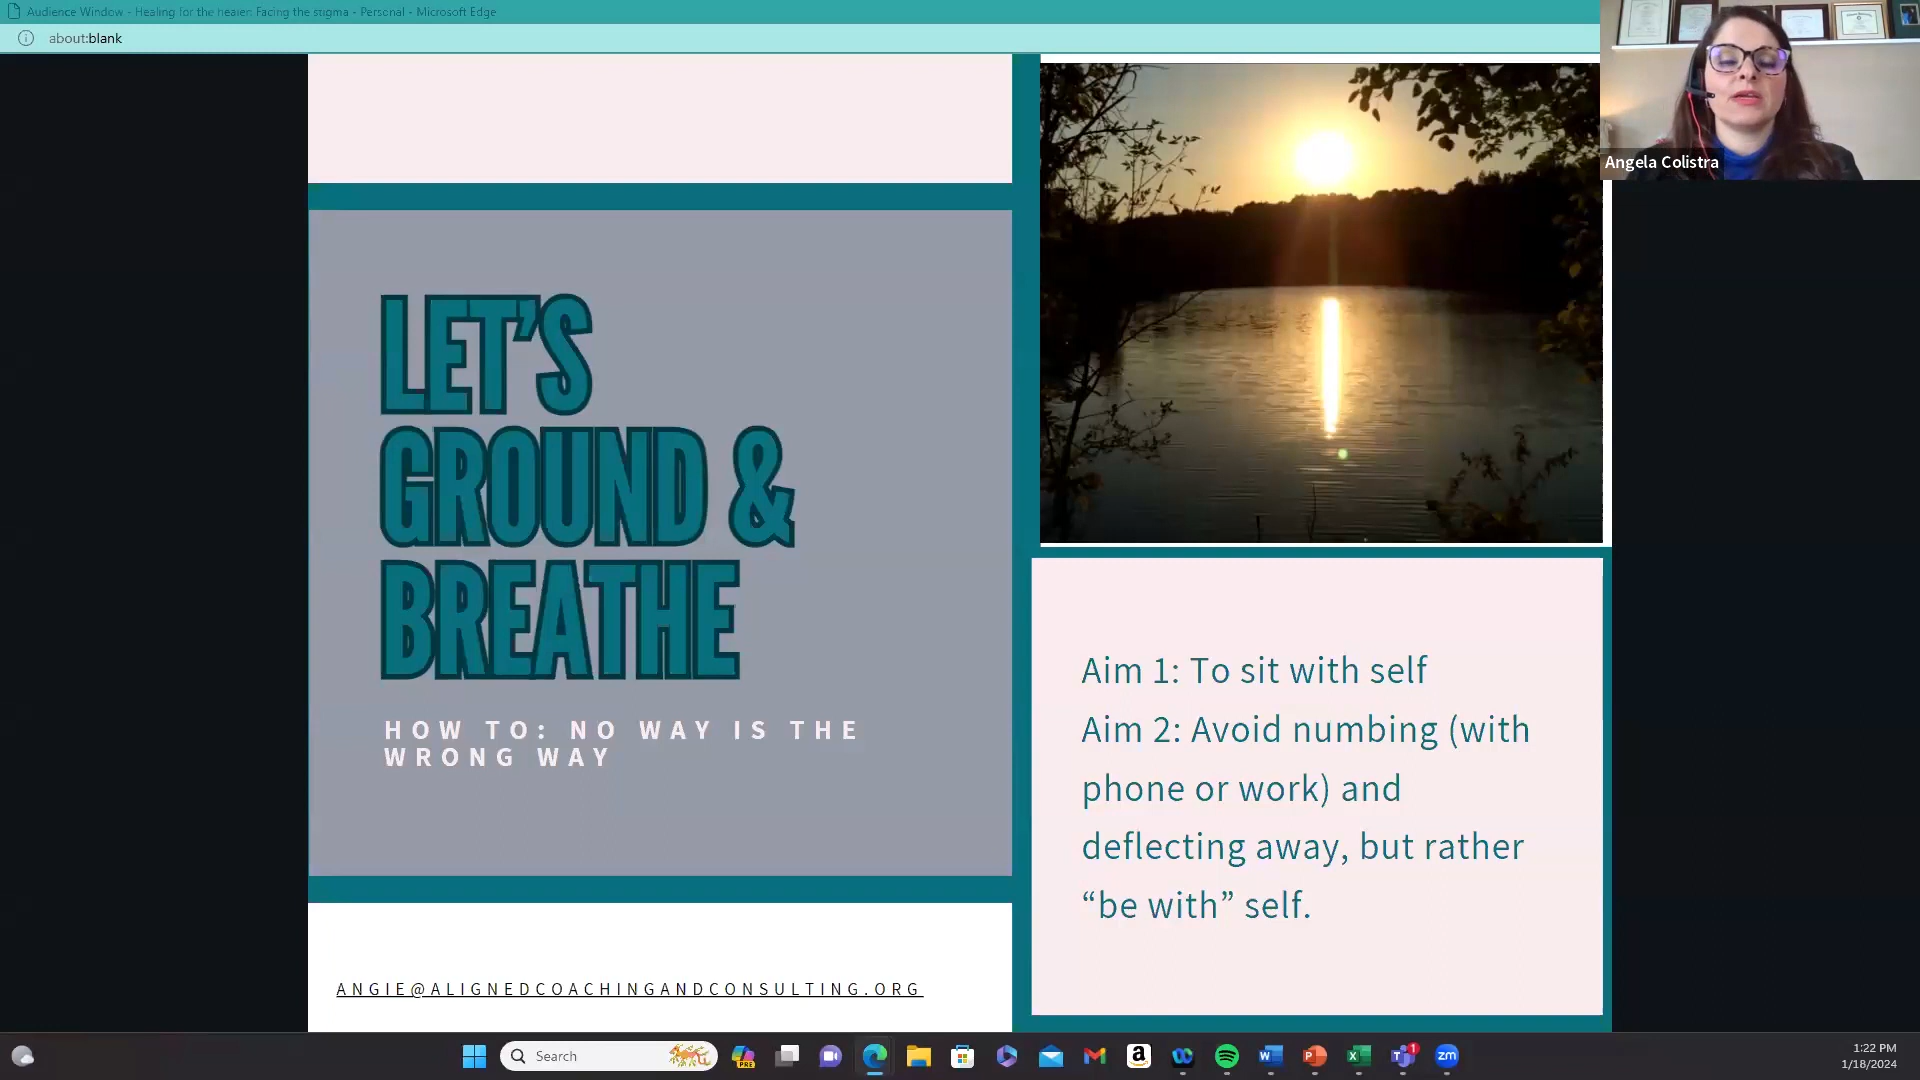 Audience Window - Healing for the healer: Facing the stigma - Personal - Microsoft Edge
about:blank
Angela Colistra
LET'S
GROUND &
BREATHE
HOW TO: NO WAY IS THE
WRONG WAY
Aim 1: To sit with self
Aim 2: Avoid numbing (with
phone or work) and
deflecting away, but rather
“be with” self.
ANGIE@ALIGNEDCOACHINGANDCONSULTING.ORG
Search
PRE
1
zm
1:22 PM
1/18/2024